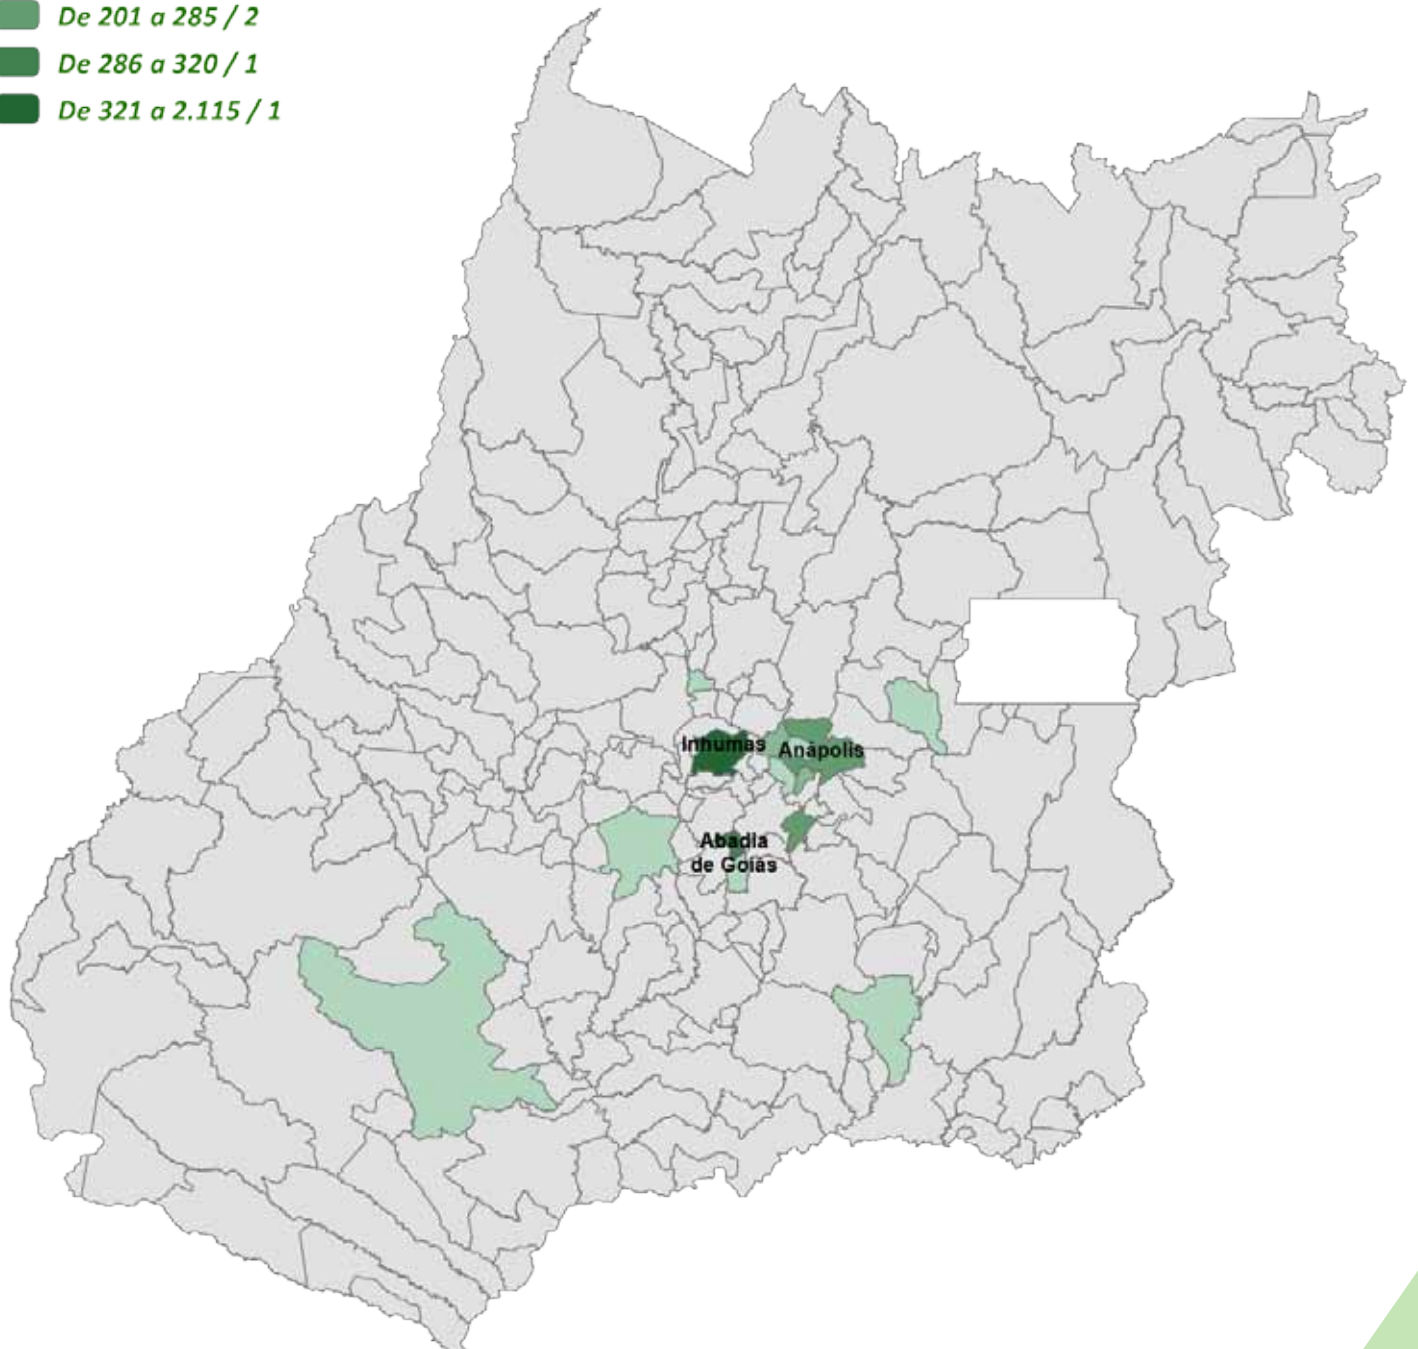 De 201 a 285 / 2
De 286 a 320 / 1
De 321 a 2.115 / 1
Inhumas
Anápolis
Abadia
de Goiás